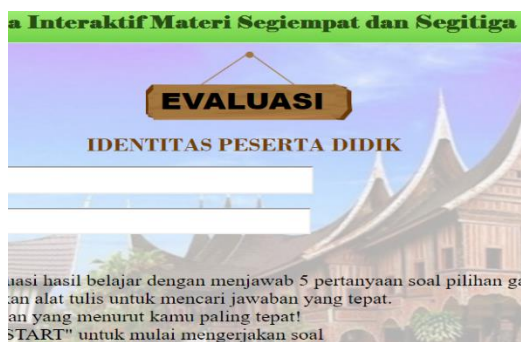 a Interaktif Materi Segiempat dan Segitiga
EVALUASI
IDENTITAS PESERTA DIDIK
uasi hasil belajar dengan menjawab 5 pertanyaan soal pilihan ga
kan alat tulis untuk mencari jawaban yang tepat.
an yang menurut kamu paling tepat!
START" untuk mulai mengerjakan soal